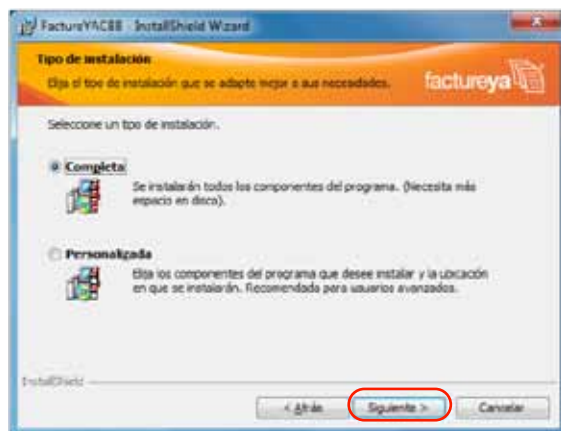 FactureYACBB - InstallShield Wizard
Tipo de instalación
Elija el tipo de instalación que se adapte mejor a sus necesidades.
factureya
Seleccione un tipo de instalación.
Completa
Se instalarán todos los componentes del programa. (Necesita más
espacio en disco).
Personalizada
Elija los componentes del programa que desee instalar y la ubicación
en que se instalarán. Recomendada para usuarios avanzados.
InstallShield
< Atrás
Siguiente >
Cancelar